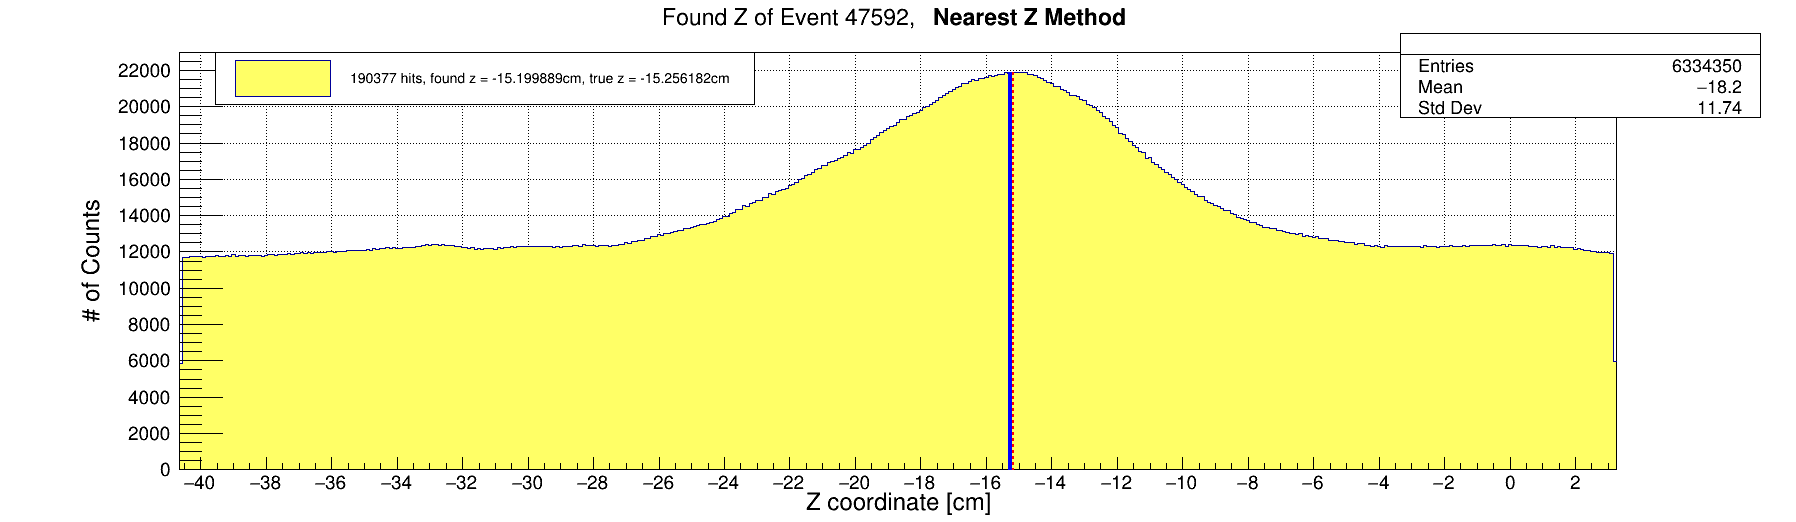 Found Z of Event 47592, Nearest Z Method
190377 hits, found z = -15.199889cm, true z = -15.256182cm
Entries 6334350
Mean −18.2
Std Dev 11.74
22000
20000
18000
16000
14000
12000
10000
8000
6000
4000
2000
0
# of Counts
−40 −38 −36 −34 −32 −30 −28 −26 −24 −22 −20 −18 −16 −14 −12 −10 −8 −6 −4 −2 0 2
Z coordinate [cm]